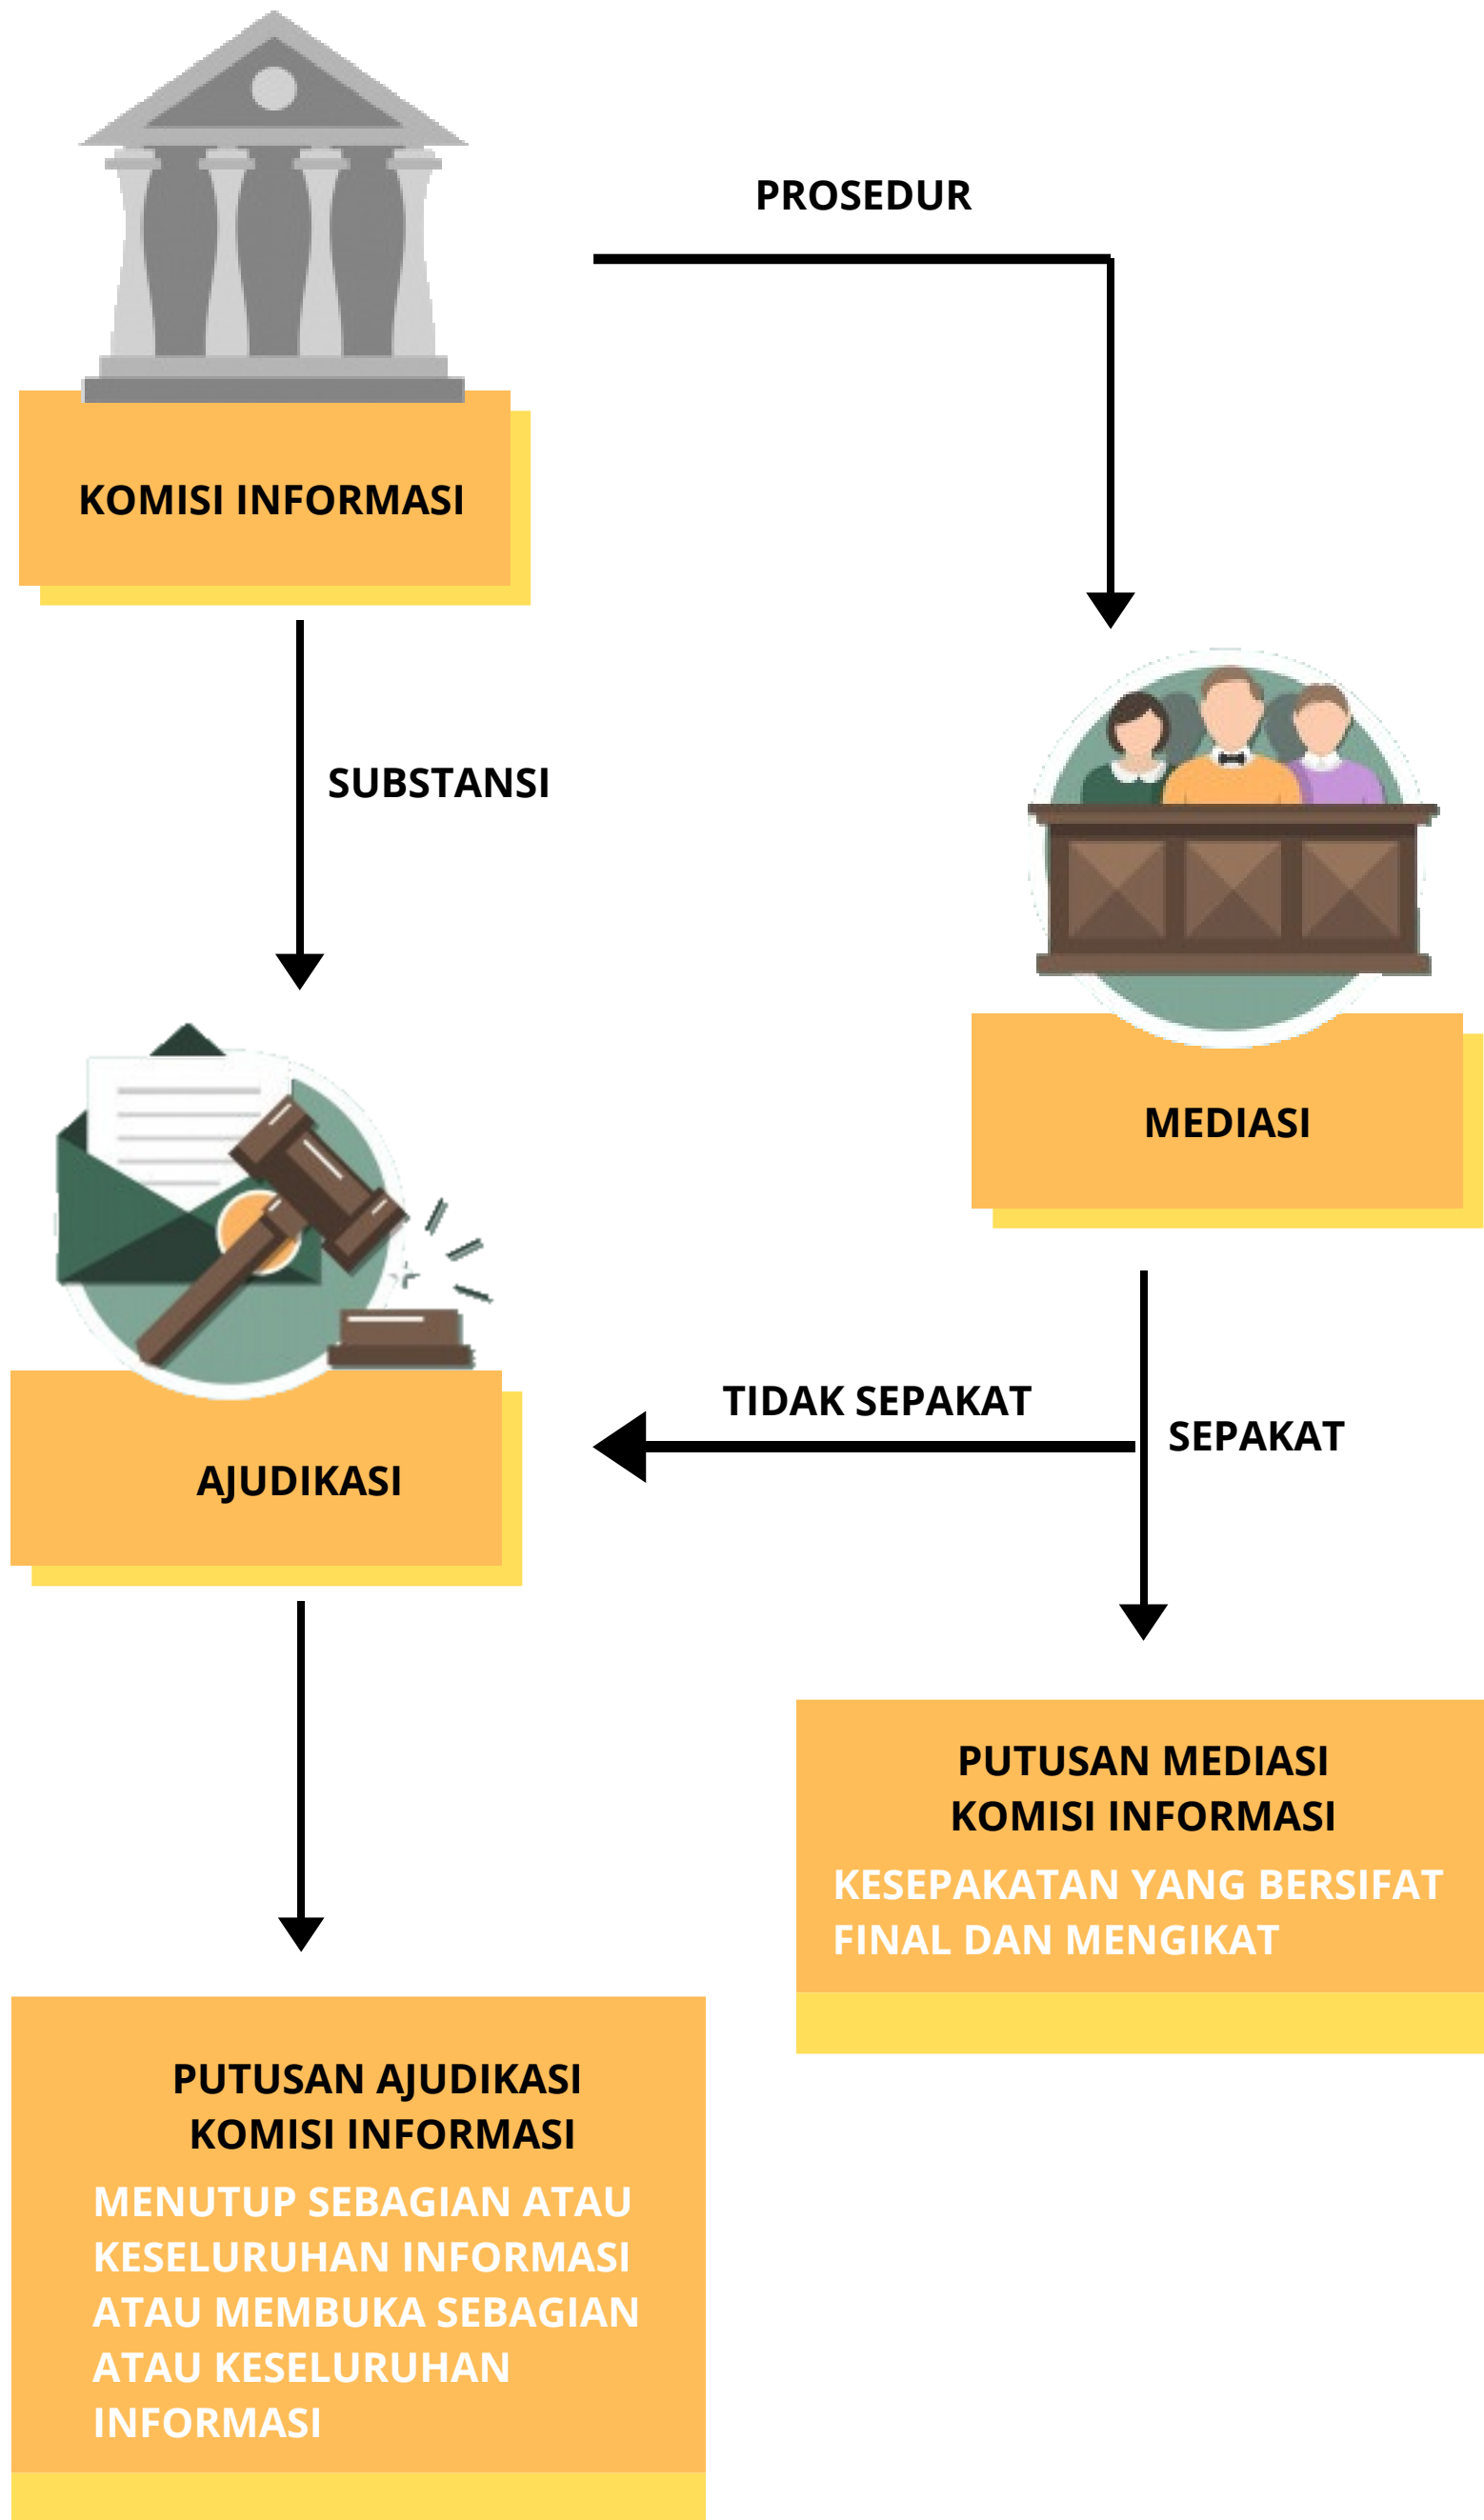 PROSEDUR
KOMISI INFORMASI
SUBSTANSI
MEDIASI
TIDAK SEPAKAT
SEPAKAT
AJUDIKASI
PUTUSAN MEDIASI
KOMISI INFORMASI
KESEPAKATAN YANG BERSIFAT
FINAL DAN MENGIKAT
PUTUSAN AJUDIKASI
KOMISI INFORMASI
MENUTUP SEBAGIAN ATAU
KESELURUHAN INFORMASI
ATAU MEMBUKA SEBAGIAN
ATAU KESELURUHAN
INFORMASI